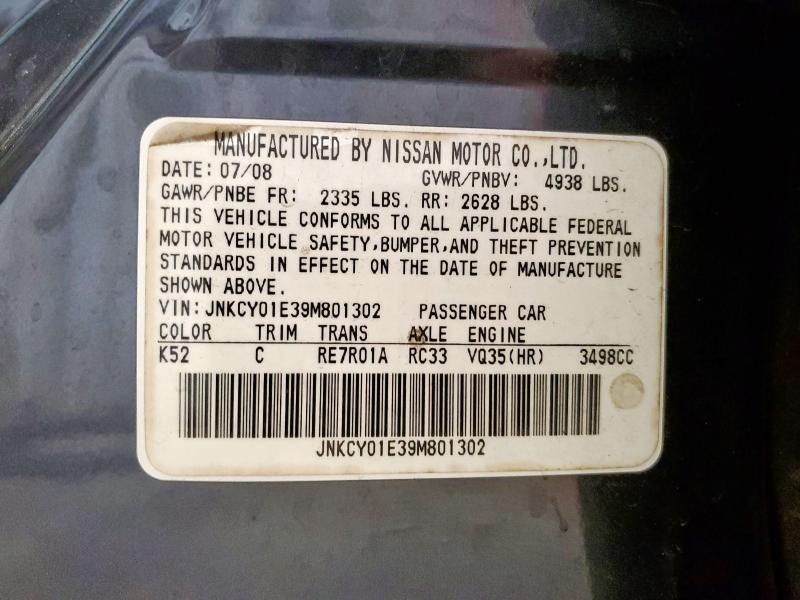 MANUFACTURED BY NISSAN MOTOR CO.,LTD.
DATE: 07/08 GVWR/PNBV: 4938 LBS.
GAWR/PNBE FR: 2335 LBS. RR: 2628 LBS.
THIS VEHICLE CONFORMS TO ALL APPLICABLE FEDERAL
MOTOR VEHICLE SAFETY,BUMPER,AND THEFT PREVENTION
STANDARDS IN EFFECT ON THE DATE OF MANUFACTURE
SHOWN ABOVE.
VIN: JNKCY01E39M801302 PASSENGER CAR
COLOR TRIM TRANS AXLE ENGINE
K52 C RE7R01A RC33 VQ35(HR) 3498CC
JNKCY01E39M801302